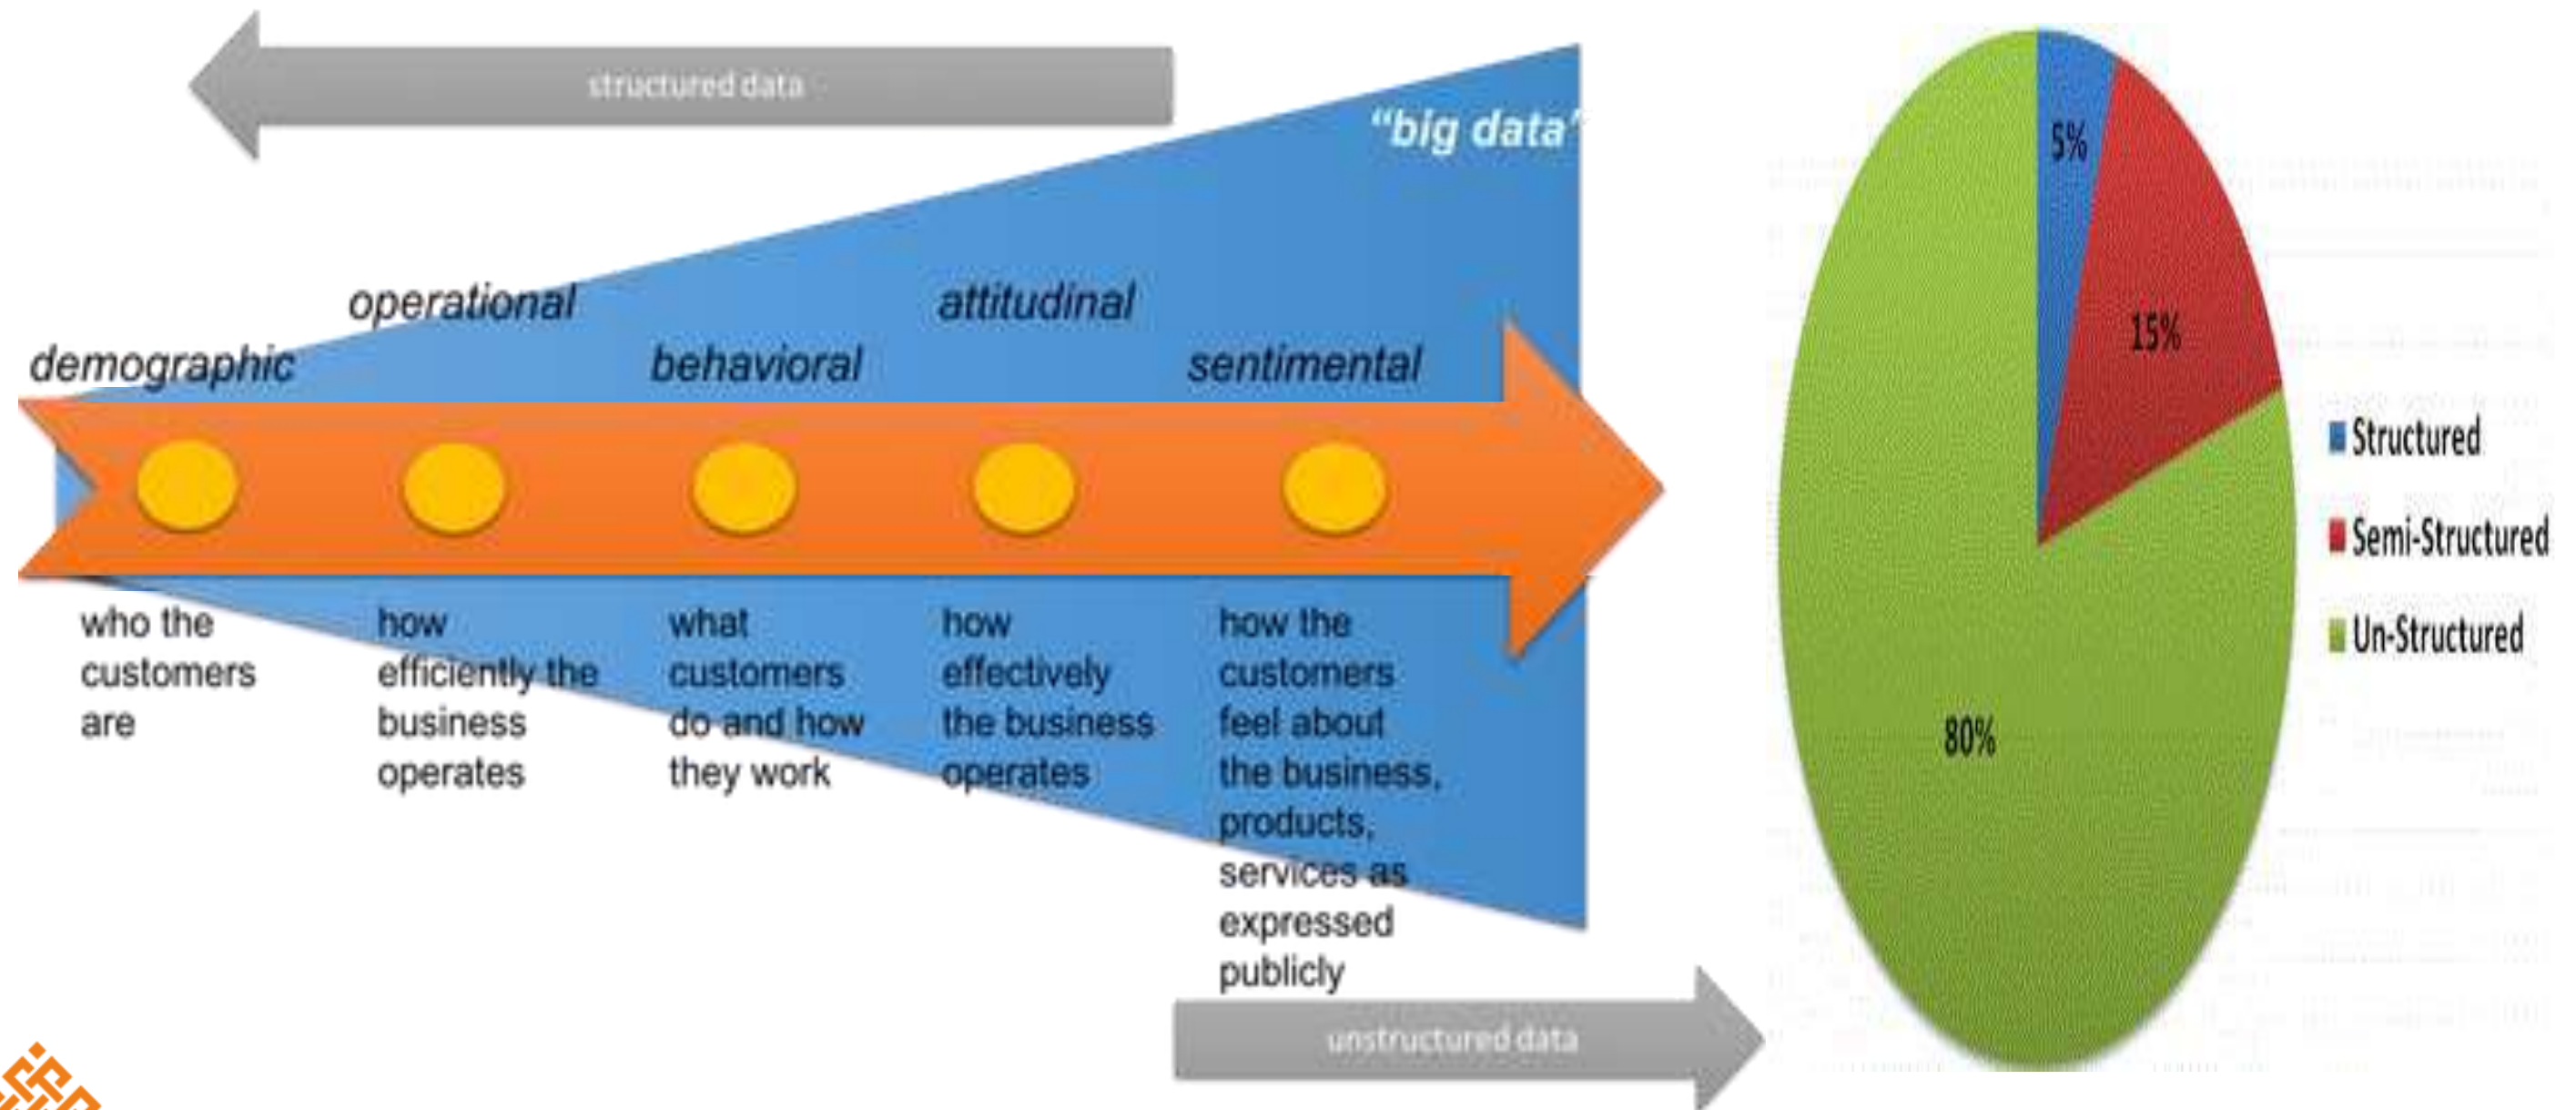 structured data
"big data"
operational
attitudinal
demographic
behavioral
sentimental
who the
customers
are
how
efficiently the
business
operates
what
customers
do and how
they work
how
effectively
the business
operates
how the
customers
feel about
the business,
products,
services as
expressed
publicly
unstructured data
5%
15%
80%
Structured
Semi-Structured
Un-Structured